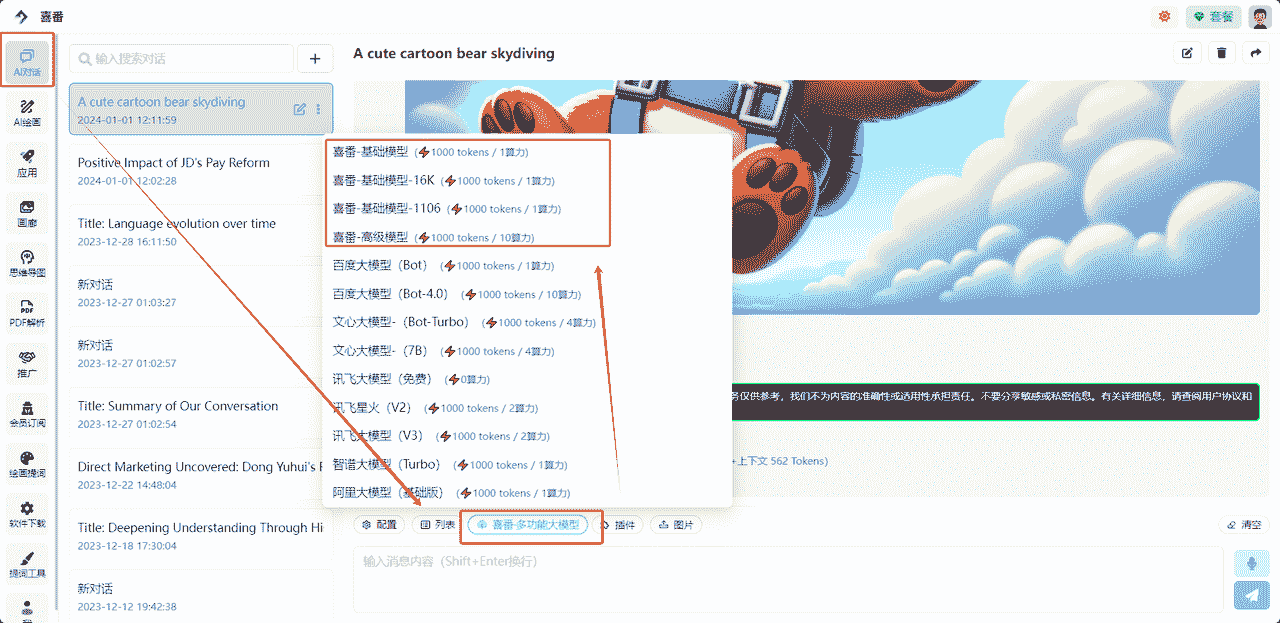 喜番
套餐
AI对话
AI绘画
应用
画廊
思维导图
PDF解析
推广
会员订阅
绘画提词
软件下载
提词工具
输入搜索对话
A cute cartoon bear skydiving
2024-01-01 12:11:59
Positive Impact of JD's Pay Reform
2024-01-01 12:02:28
Title: Language evolution over time
2023-12-28 16:11:50
新对话
2023-12-27 01:03:27
新对话
2023-12-27 01:02:57
Title: Summary of Our Conversation
2023-12-27 01:02:54
Direct Marketing Uncovered: Dong Yuhui's
2023-12-22 14:48:04
Title: Deepening Understanding Through Hi
2023-12-18 17:30:04
新对话
2023-12-12 19:42:38
A cute cartoon bear skydiving
喜番-基础模型 (1000 tokens / 1算力)
喜番-基础模型-16K (1000 tokens / 1算力)
喜番-基础模型-1106 (1000 tokens / 1算力)
喜番-高级模型 (1000 tokens / 10算力)
百度大模型（Bot） (1000 tokens / 1算力)
百度大模型（Bot-4.0） (1000 tokens / 10算力)
文心大模型-（Bot-Turbo） (1000 tokens / 4算力)
文心大模型-（7B） (1000 tokens / 4算力)
讯飞大模型（免费） (0算力)
讯飞星火（V2） (1000 tokens / 2算力)
讯飞大模型（V3） (1000 tokens / 2算力)
智谱大模型（Turbo） (1000 tokens / 1算力)
阿里大模型（基础版） (1000 tokens / 1算力)
务仅供参考，我们不为内容的准确性或适用性承担责任。不要分享敏感或私密信息。有关详细信息，请查阅用户协议和
+上下文 562 Tokens)
配置 列表 喜番-多功能大模型 插件 图片 清空
输入消息内容（Shift+Enter换行）